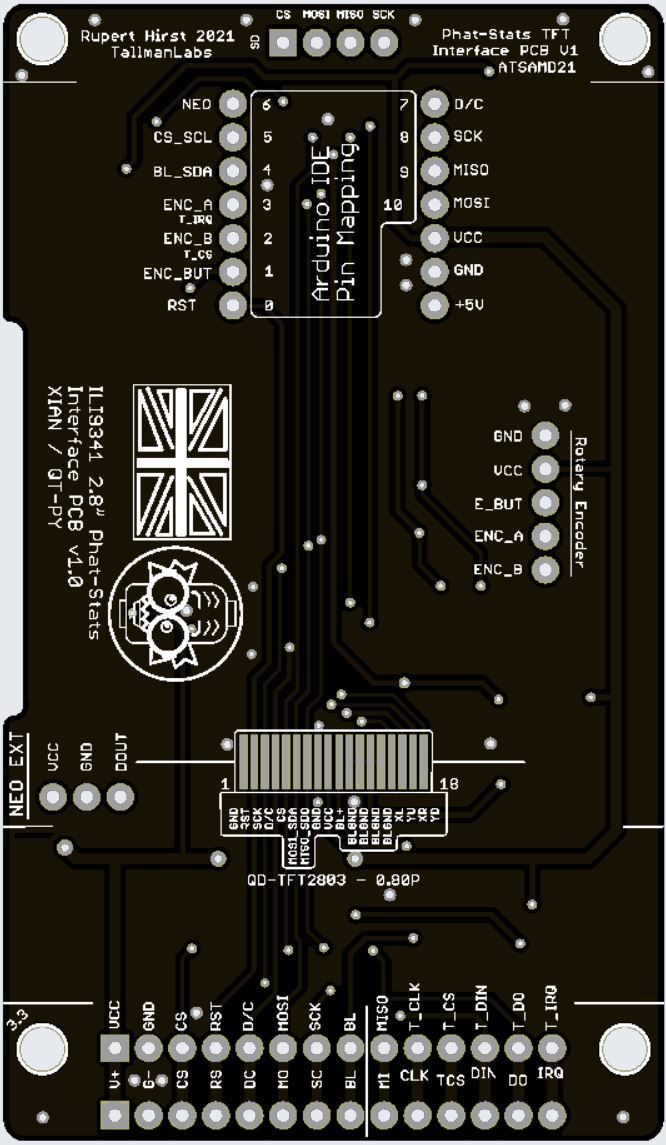 CS MOSI MISO SCK
SD
Rupert Hirst 2021
TallmanLabs
Phat-Stats TFT
Interface PCB V1
ATSAMD21
NEO 6 7 D/C
CS_SCL 5 8 SCK
BL_SDA 4 9 MISO
ENC_A 3 10 MOSI
T_IRQ
ENC_B 2 VCC
T_CS
ENC_BUT 1 GND
RST 0 +5V
Arduino IDE
Pin Mapping
ILI9341 2.8” Phat-Stats
Interface PCB v1.0
XIAN / QT-PY
GND
VCC
E_BUT
ENC_A
ENC_B
Rotary Encoder
NEO EXT
VCC
GND
DOUT
1 18
GND
RST
SCK
D/C
CS
MOSI_SDA
MISO_SDO
GND
VCC
BL+
BLGND
BLGND
BLGND
BLGND
XL
YU
XR
YD
QD-TFT2803 - 0.80P
3.3
VCC GND CS RST D/C MOSI SCK BL MISO T_CLK T_CS T_DIN T_DO T_IRQ
V+ G- CS RS DC MO SC BL MI CLK TCS DIN DO IRQ